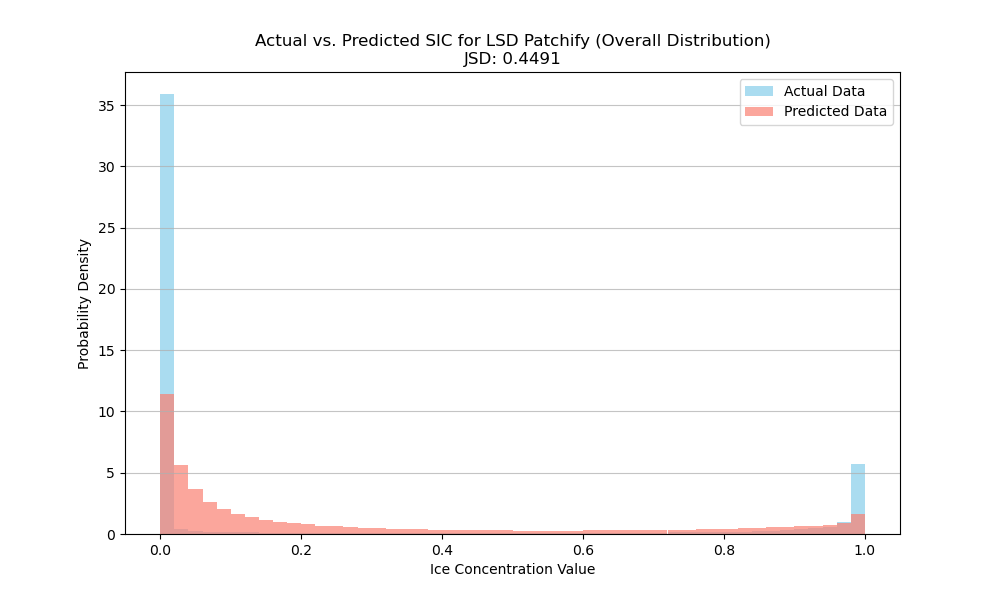 Actual vs. Predicted SIC for LSD Patchify (Overall Distribution)
JSD: 0.4491
Actual Data
Predicted Data
35
30
25
20
15
10
5
0
Probability Density
0.0 0.2 0.4 0.6 0.8 1.0
Ice Concentration Value